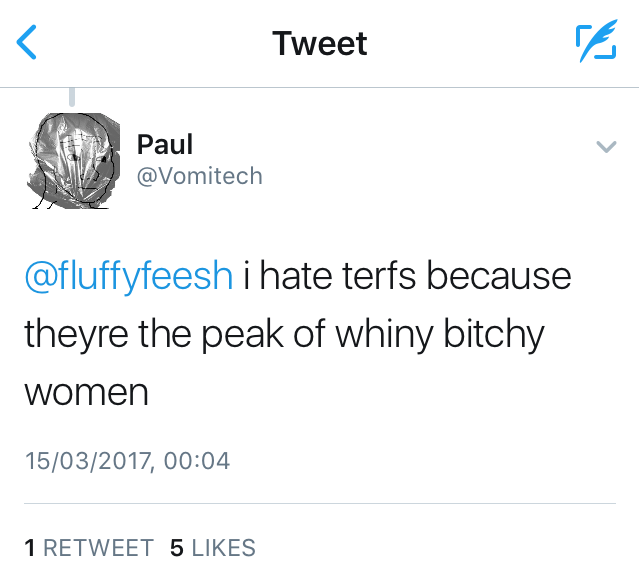 Tweet
Paul
@Vomitech
@fluffyfeesh i hate terfs because
theyre the peak of whiny bitchy
women
15/03/2017, 00:04
1 RETWEET 5 LIKES